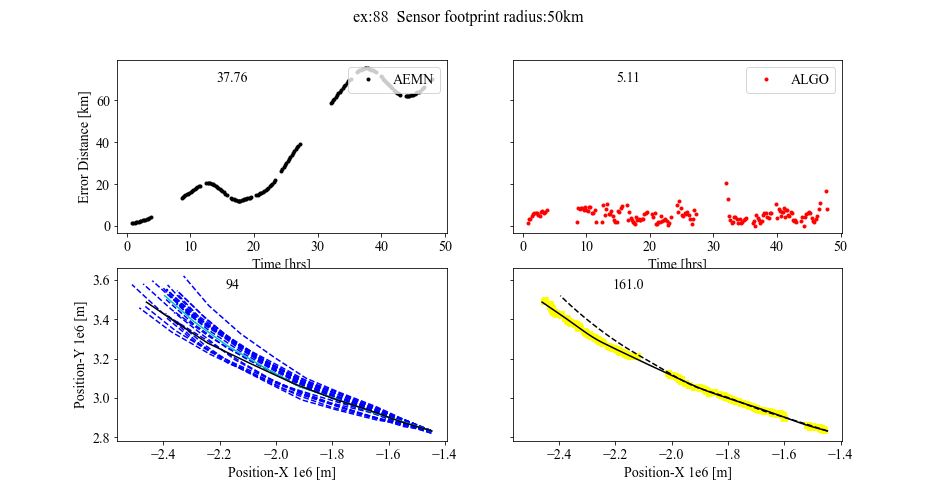 ex:88 Sensor footprint radius:50km
37.76
AEMN
5.11
ALGO
Error Distance [km]
60
40
20
0
0 10 20 30 40 50
0 10 20 30 40 50
Time [hrs]
Time [hrs]
94
161.0
Position-Y 1e6 [m]
3.6
3.4
3.2
3.0
2.8
−2.4 −2.2 −2.0 −1.8 −1.6 −1.4
−2.4 −2.2 −2.0 −1.8 −1.6 −1.4
Position-X 1e6 [m]
Position-X 1e6 [m]